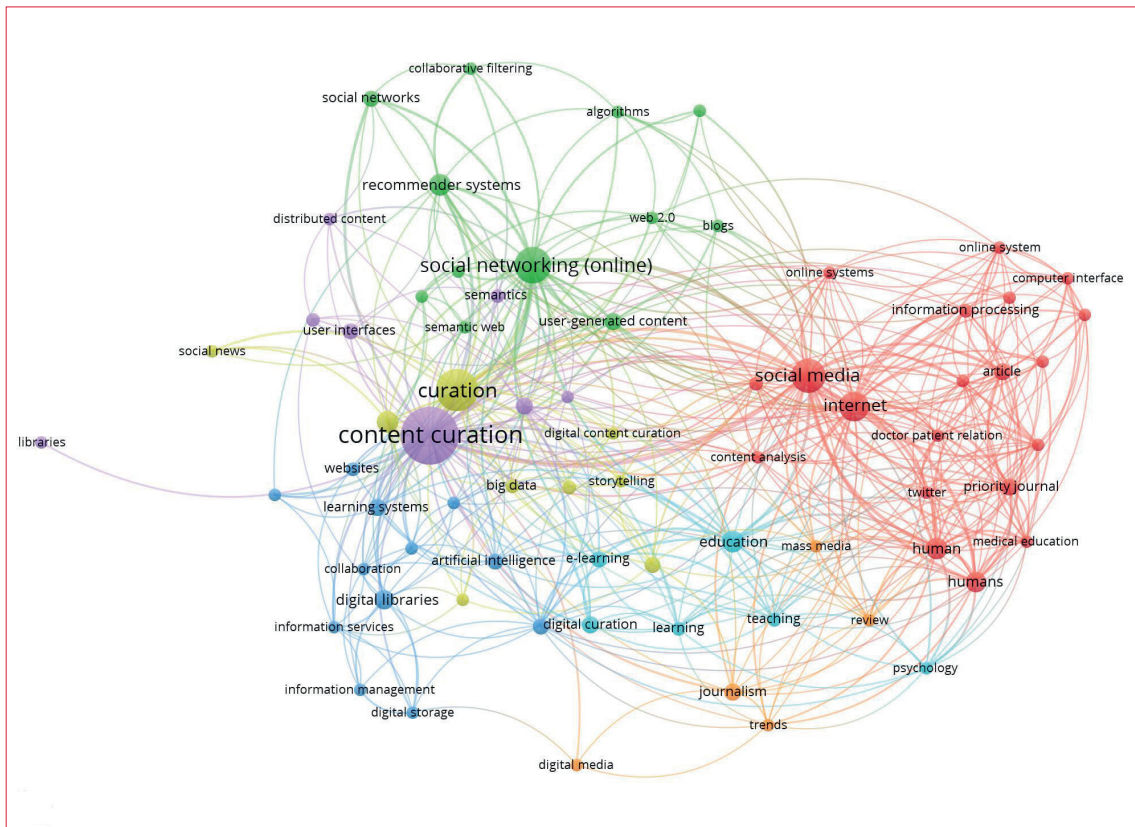 collaborative filtering
social networks
algorithms
recommender systems
distributed content
web 2.0
blogs
online system
social networking (online)
online systems
computer interface
semantics
information processing
user-generated content
semantic web
user interfaces
social news
article
social media
curation
internet
content curation
digital content curation
doctor patient relation
libraries
content analysis
websites
storytelling
big data
twitter
priority journal
learning systems
education
mass media
medical education
human
artificial intelligence
e-learning
collaboration
humans
digital libraries
teaching
review
information services
digital curation
learning
psychology
information management
journalism
digital storage
trends
digital media